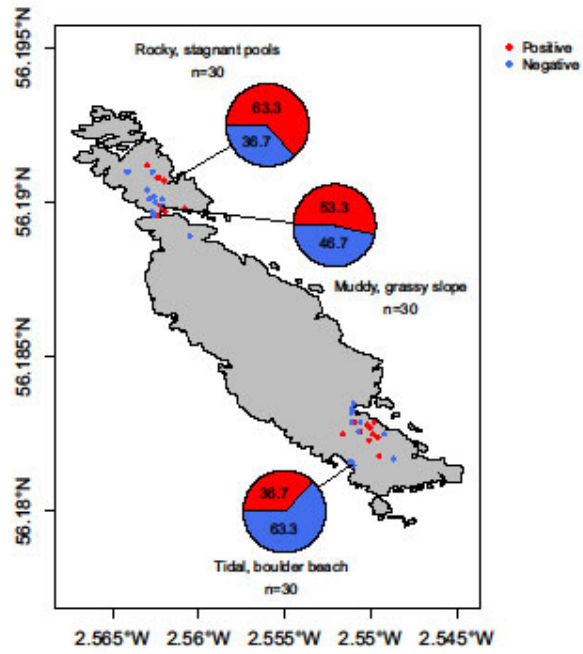 Rocky, stagnant pools
n=30
Positive
Negative
63.3
36.7
53.3
46.7
Muddy, grassy slope
n=30
36.7
63.3
Tidal, boulder beach
n=30
56.195°N
56.19°N
56.185°N
56.18°N
2.565°W 2.56°W 2.555°W 2.55°W 2.545°W